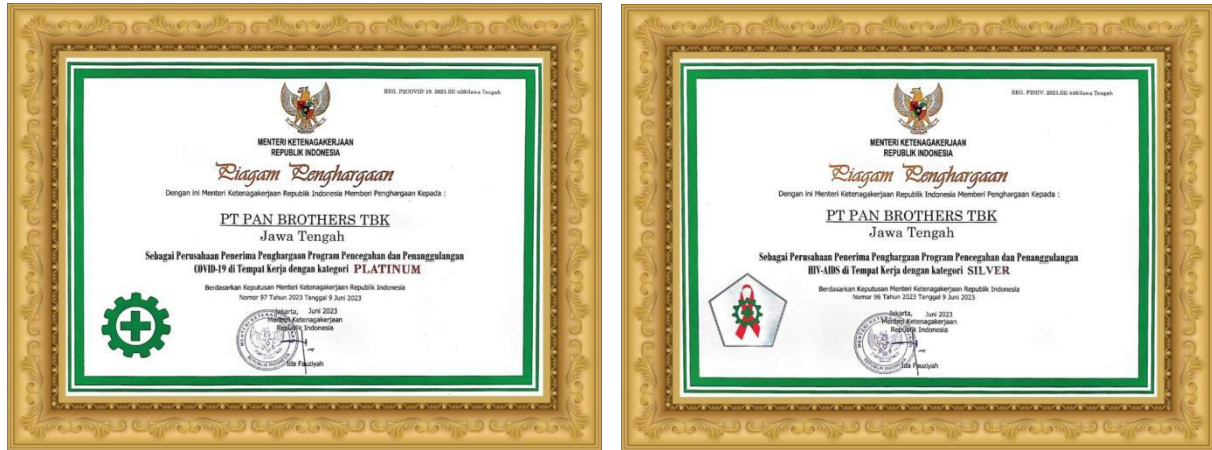 REG. P2COVID-19. 2023.SK-428/Jawa Tengah
MENTERI KETENAGAKERJAAN
REPUBLIK INDONESIA
Piagam Penghargaan
Dengan ini Menteri Ketenagakerjaan Republik Indonesia Memberi Penghargaan Kepada :
PT PAN BROTHERS TBK
Jawa Tengah
Sebagai Perusahaan Penerima Penghargaan Program Pencegahan dan Penanggulangan
COVID-19 di Tempat Kerja dengan kategori PLATINUM
Berdasarkan Keputusan Menteri Ketenagakerjaan Republik Indonesia
Nomor 97 Tahun 2023 Tanggal 9 Juni 2023
Jakarta, Juni 2023
Menteri Ketenagakerjaan
Republik Indonesia
Ida Fauziyah
MENTERI KETENAGAKERJAAN
REPUBLIK INDONESIA
Piagam Penghargaan
Dengan ini Menteri Ketenagakerjaan Republik Indonesia Memberi Penghargaan Kepada :
PT PAN BROTHERS TBK
Jawa Tengah
Sebagai Perusahaan Penerima Penghargaan Program Pencegahan dan Penanggulangan
HIV-AIDS di Tempat Kerja dengan kategori SILVER
Berdasarkan Keputusan Menteri Ketenagakerjaan Republik Indonesia
Nomor 96 Tahun 2023 Tanggal 9 Juni 2023
Jakarta, Juni 2023
Menteri Ketenagakerjaan
Republik Indonesia
Ida Fauziyah